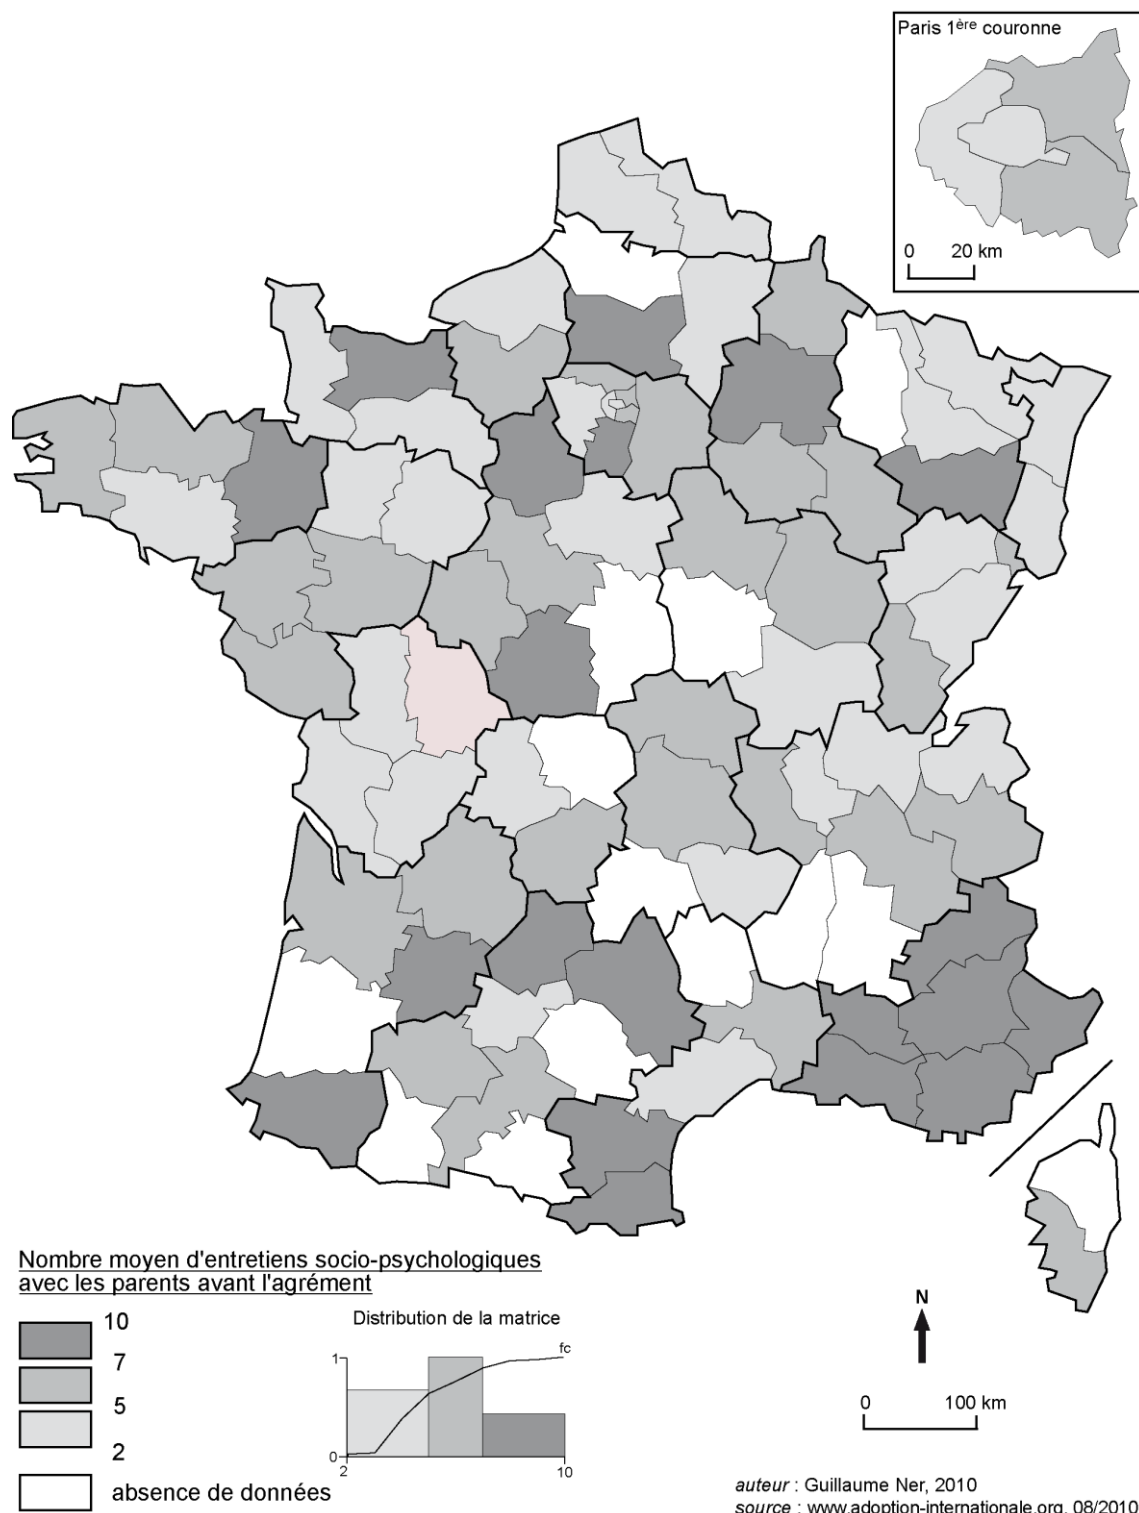 Paris 1ère couronne
0 20 km
Nombre moyen d'entretiens socio-psychologiques
avec les parents avant l'agrément
10
7
5
2
absence de données
Distribution de la matrice
fc
1
0
2 10
N
0 100 km
auteur : Guillaume Ner, 2010
source : www.adoption-internationale.org, 08/2010